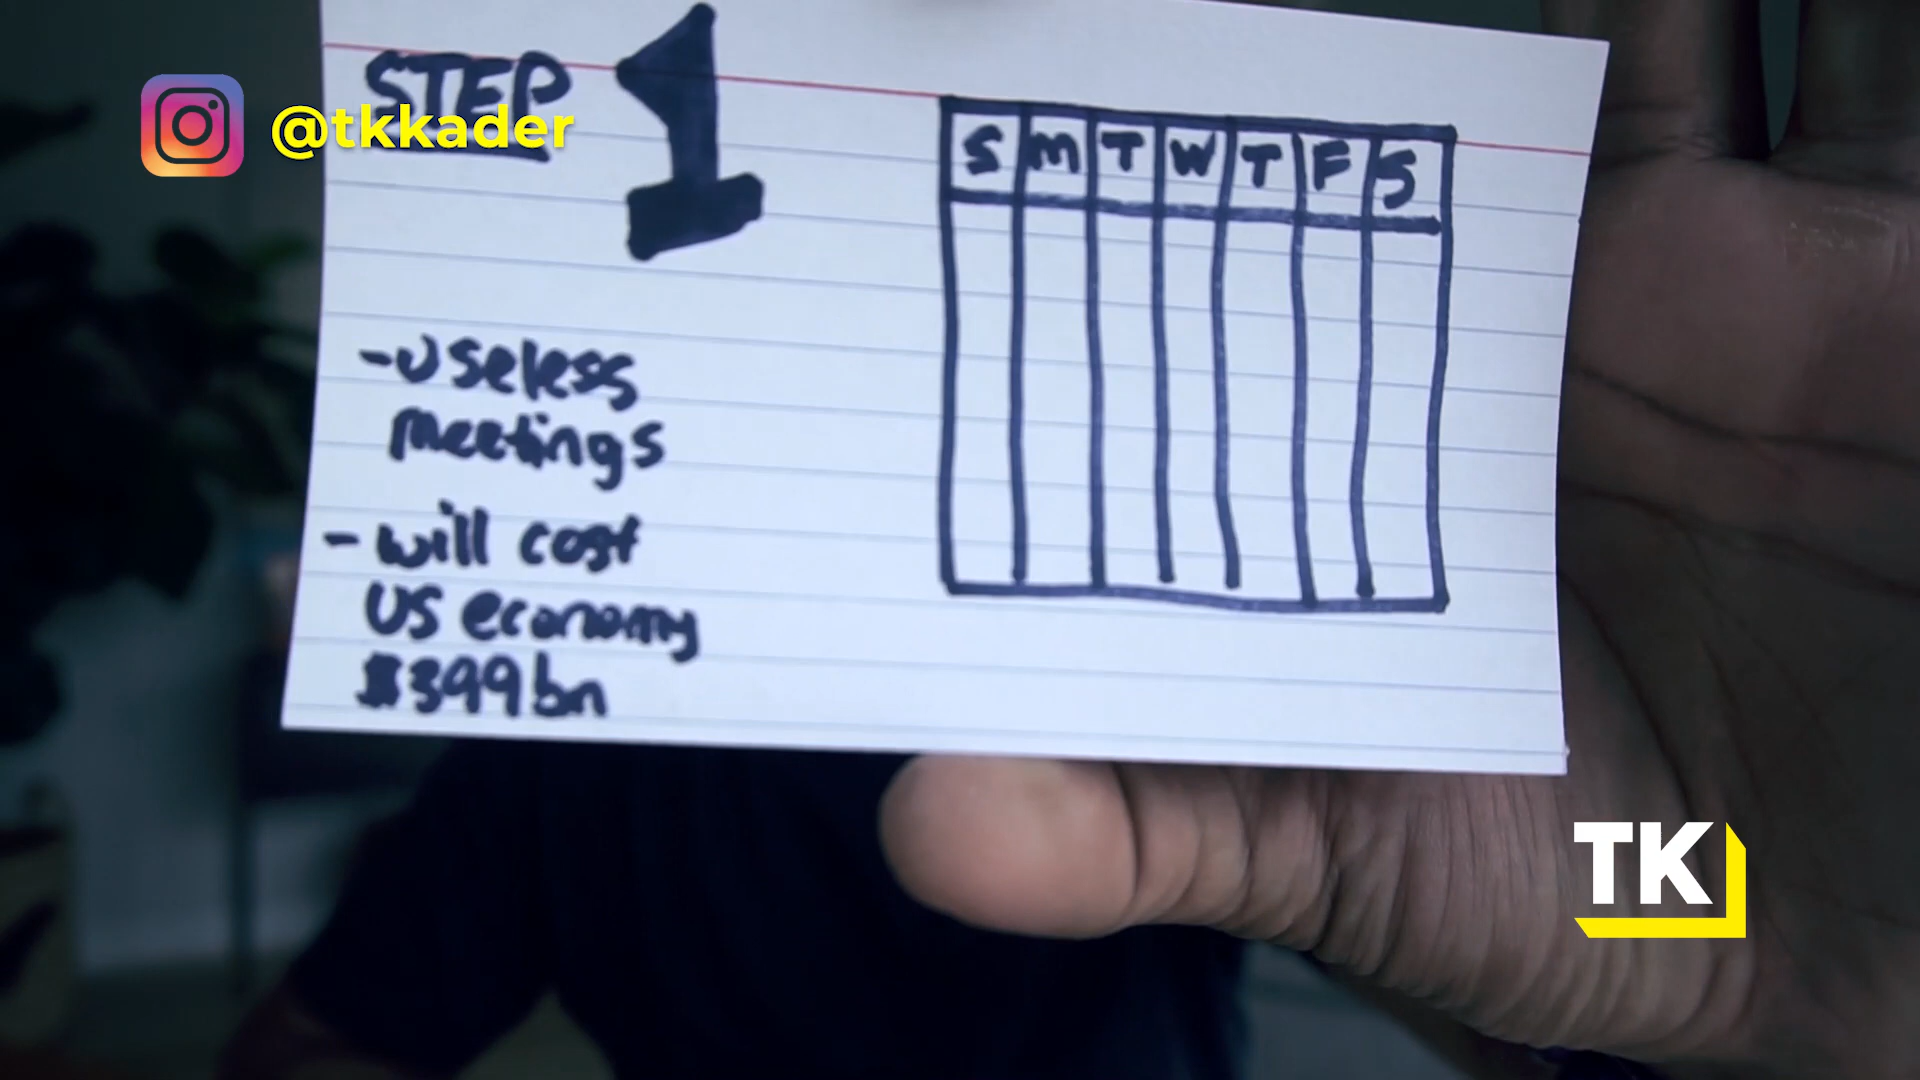 STEP 1
@tkkader
S M T W T F S
- Useless
meetings
- will cost
US economy
$399bn
TK